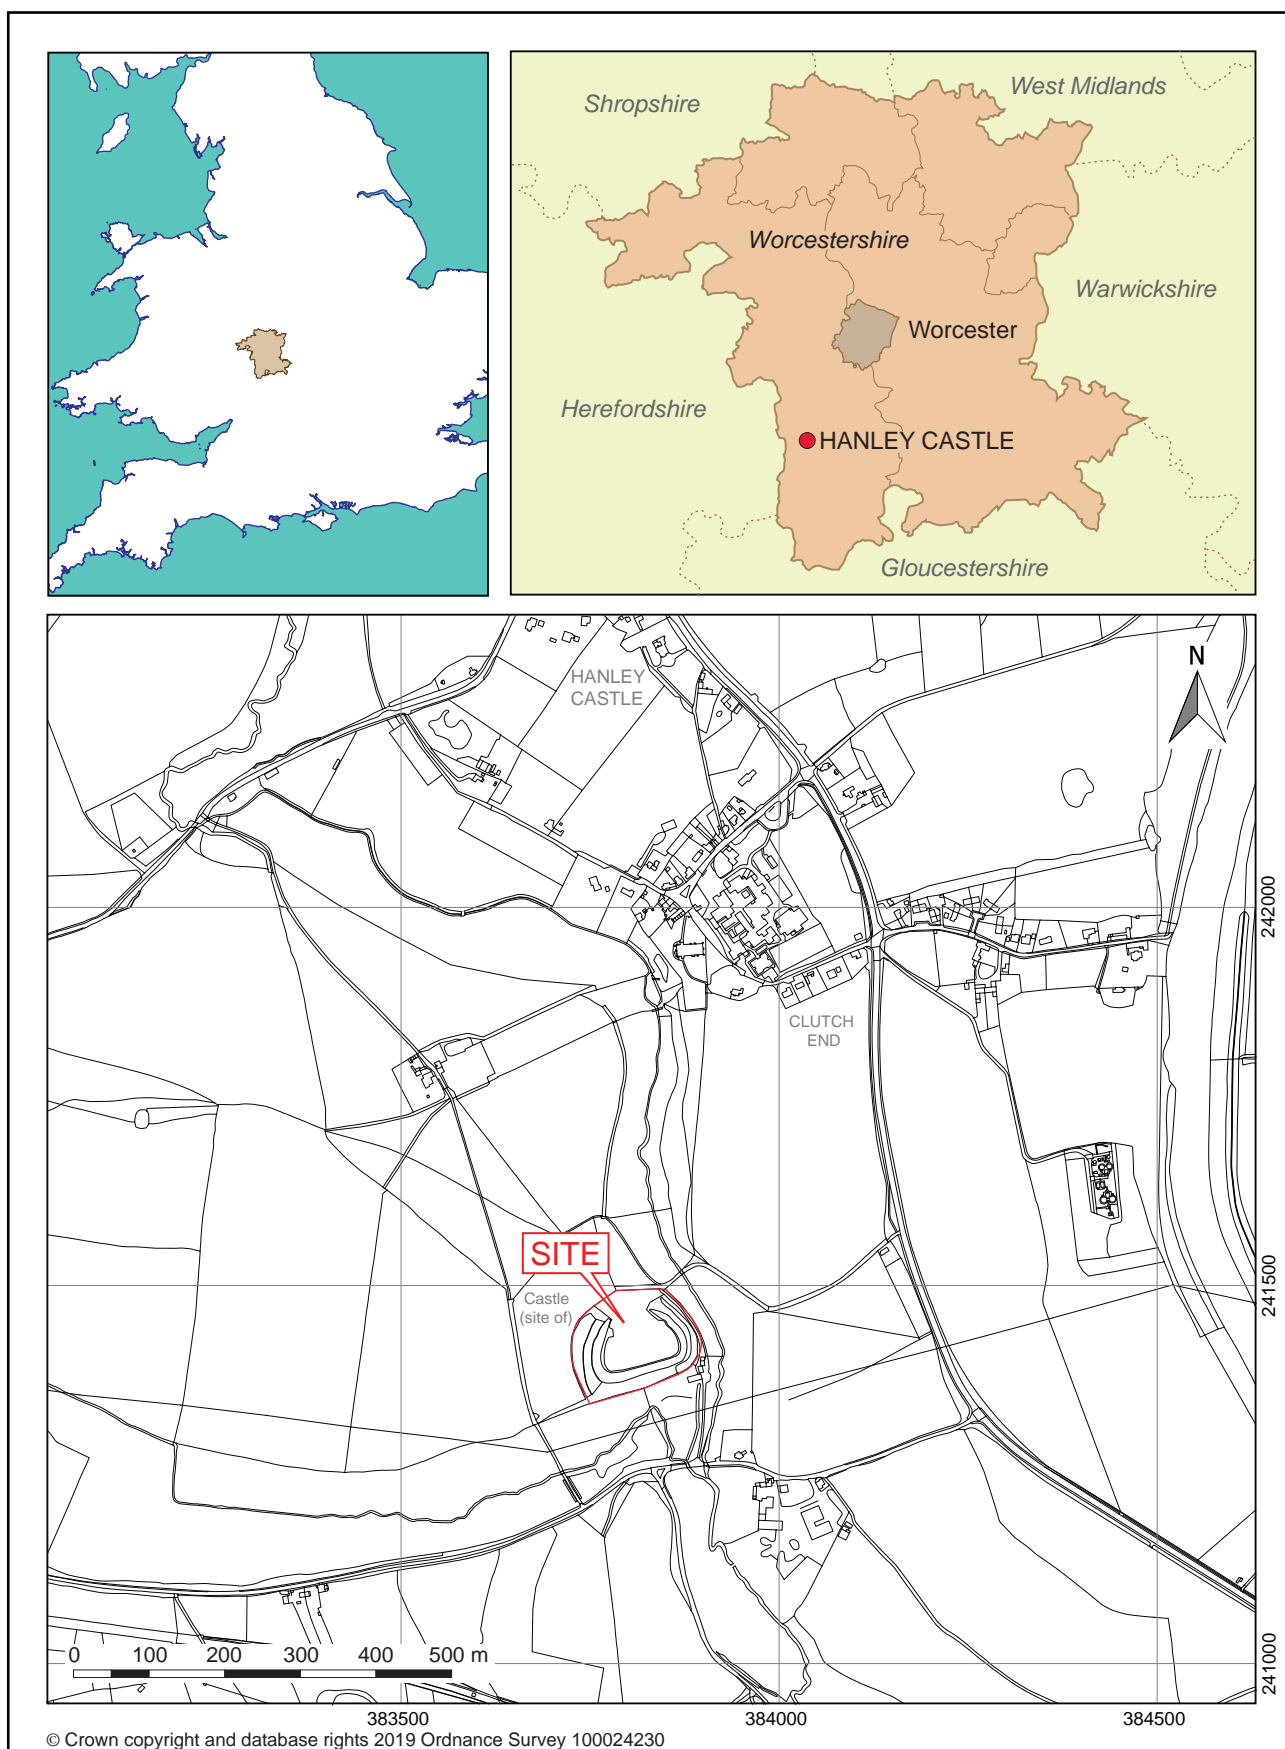 Shropshire
West Midlands
Worcestershire
Warwickshire
Worcester
Herefordshire
HANLEY CASTLE
Gloucestershire
HANLEY
CASTLE
N
242000
CLUTCH
END
SITE
Castle
(site of)
241500
0 100 200 300 400 500 m
241000
383500 384000 384500
© Crown copyright and database rights 2019 Ordnance Survey 100024230